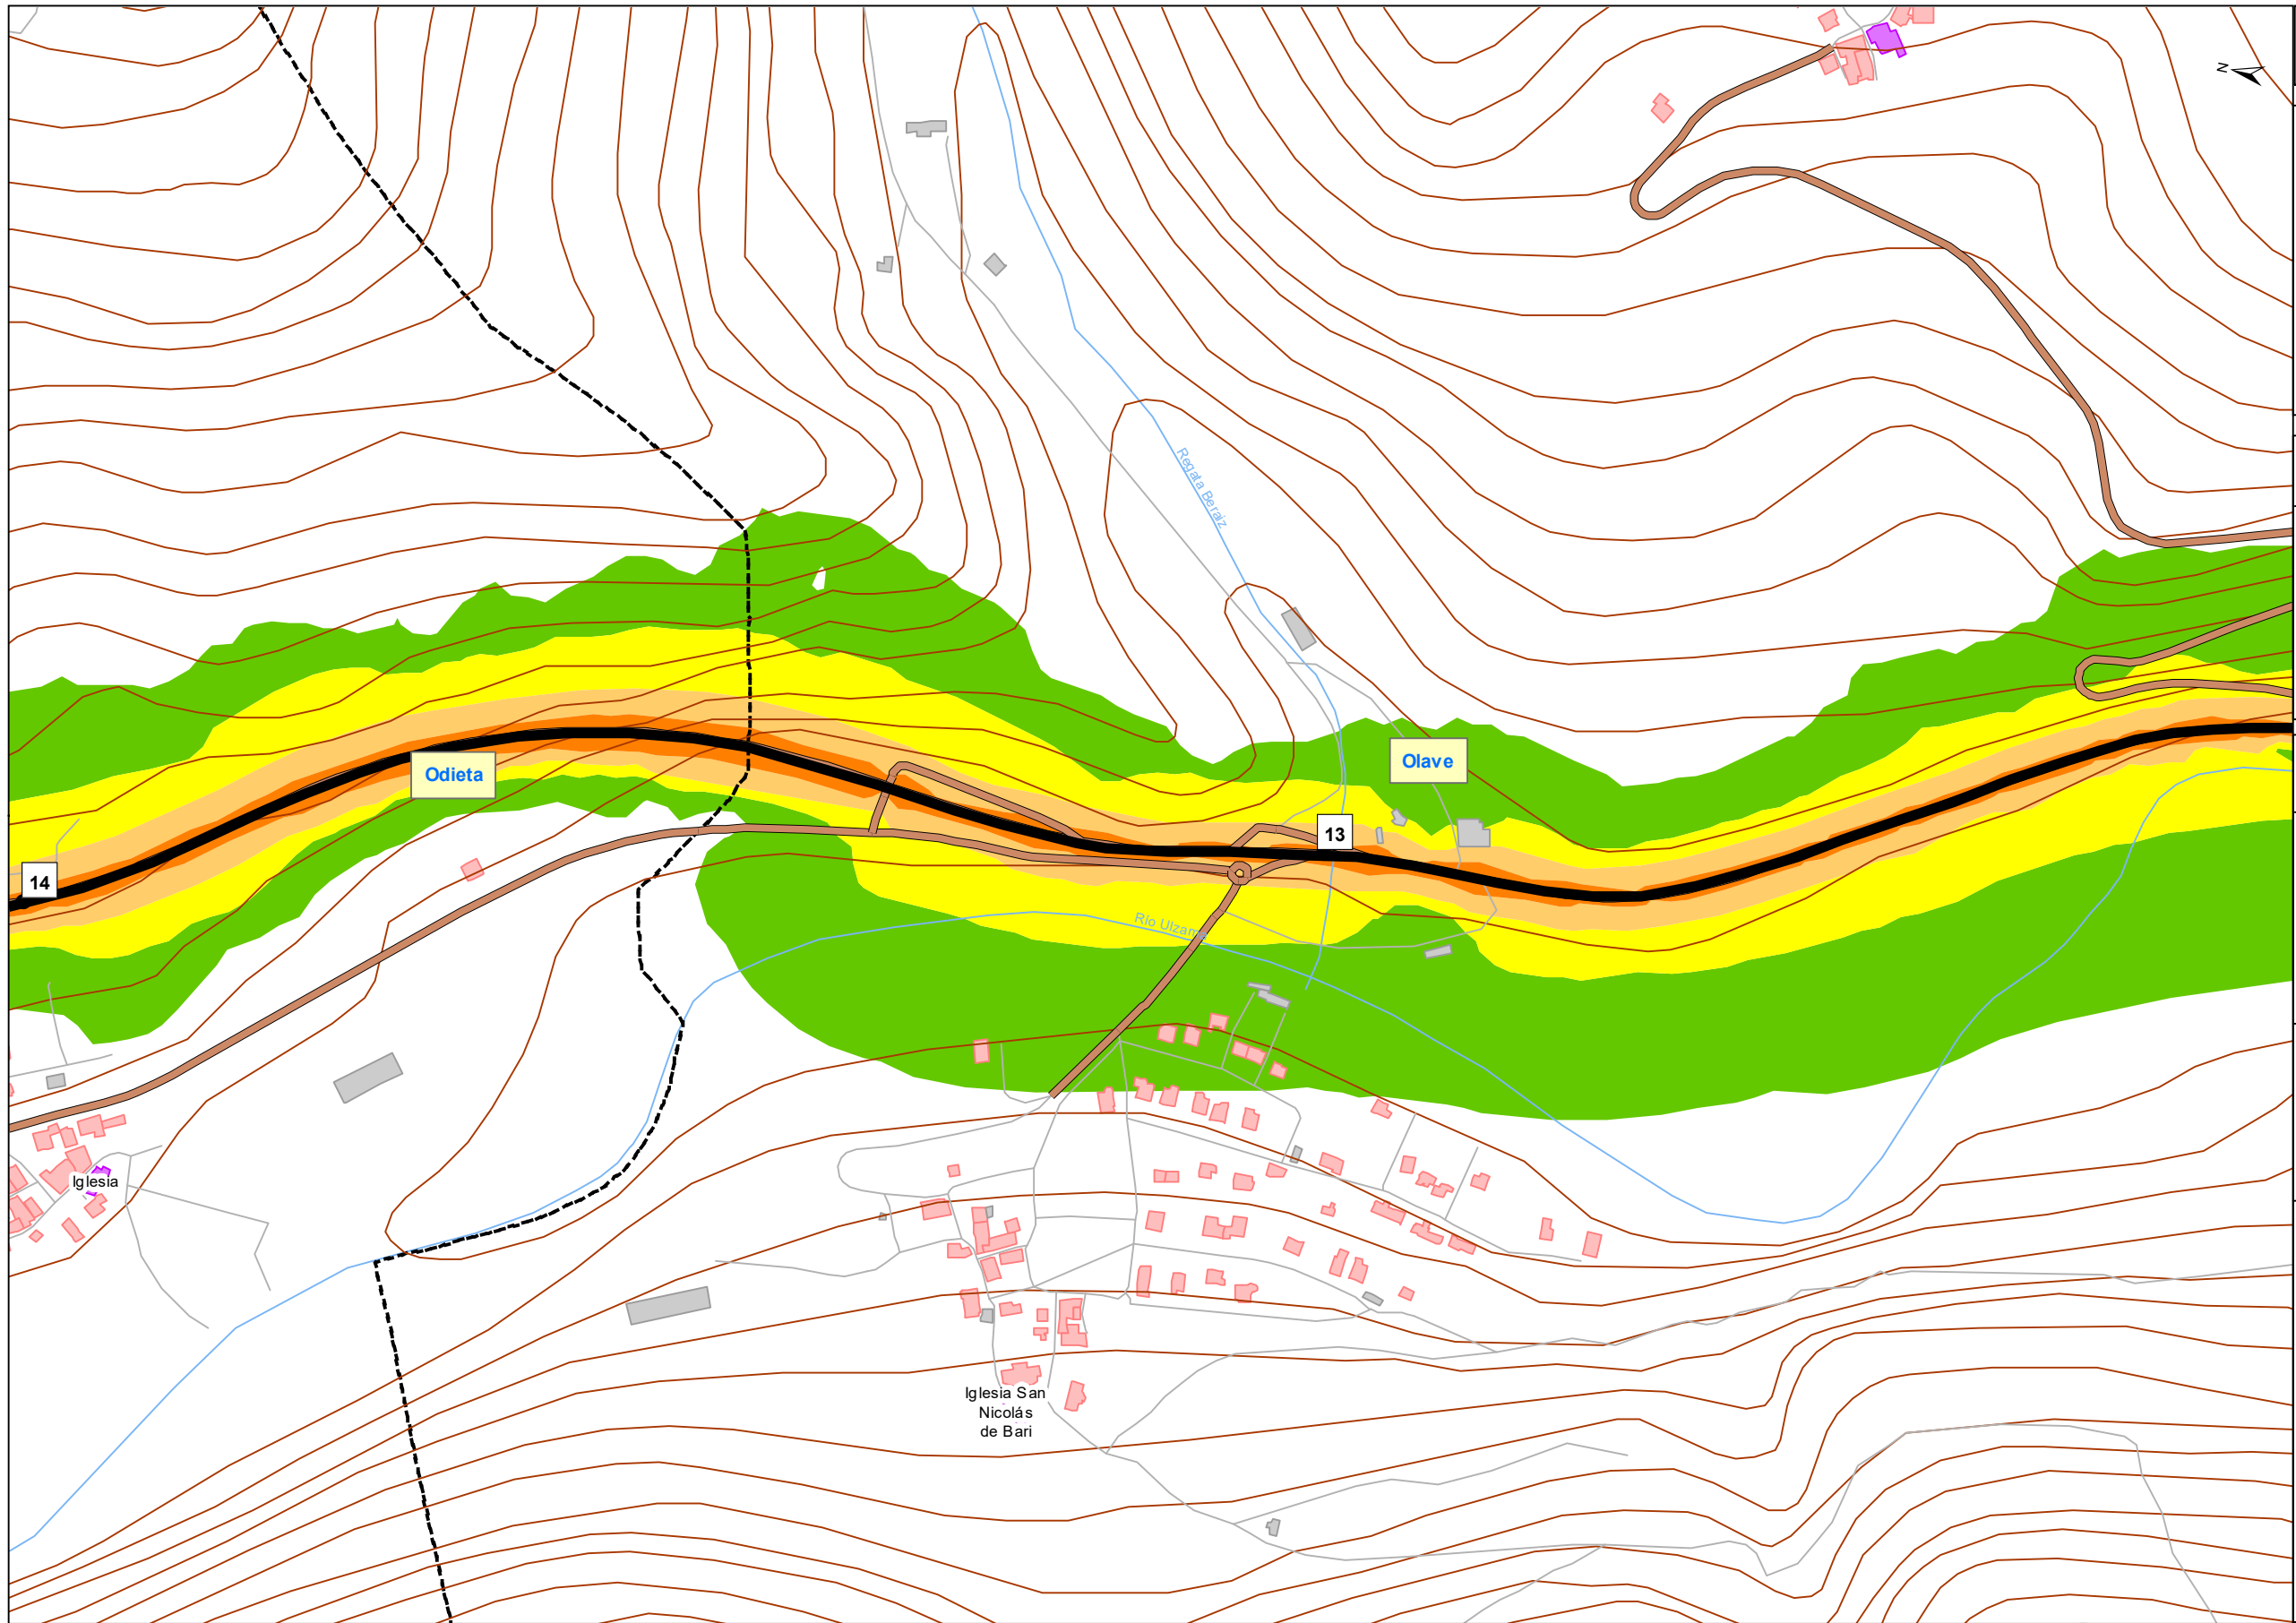 N
Regata Beraiz
Olave
Odieta
13
14
Río Ulzama
Iglesia
Iglesia San
Nicolás
de Bari